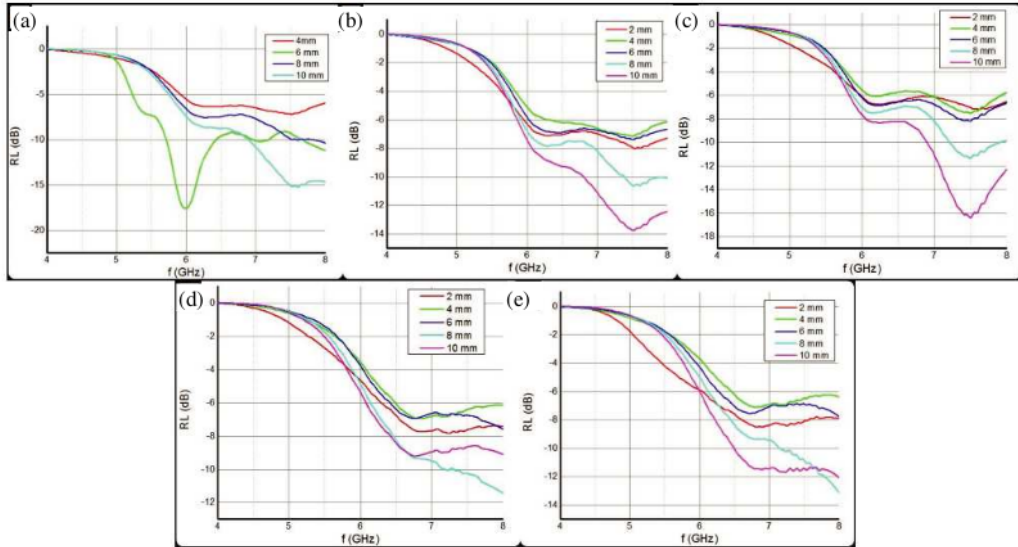 (a)
4mm
6 mm
8 mm
10 mm
0
-5
-10
-15
-20
RL (dB)
4 5 6 7 8
f (GHz)
(b)
2 mm
4 mm
6 mm
8 mm
10 mm
0
-2
-4
-6
-8
-10
-12
-14
RL (dB)
4 5 6 7 8
f (GHz)
(c)
2 mm
4 mm
6 mm
8 mm
10 mm
0
-2
-4
-6
-8
-10
-12
-14
-16
-18
RL (dB)
4 5 6 7 8
f (GHz)
(d)
2 mm
4 mm
6 mm
8 mm
10 mm
0
-2
-4
-6
-8
-10
-12
RL (dB)
4 5 6 7 8
f (GHz)
(e)
2 mm
4 mm
6 mm
8 mm
10 mm
0
-2
-4
-6
-8
-10
-12
-14
RL (dB)
4 5 6 7 8
f (GHz)